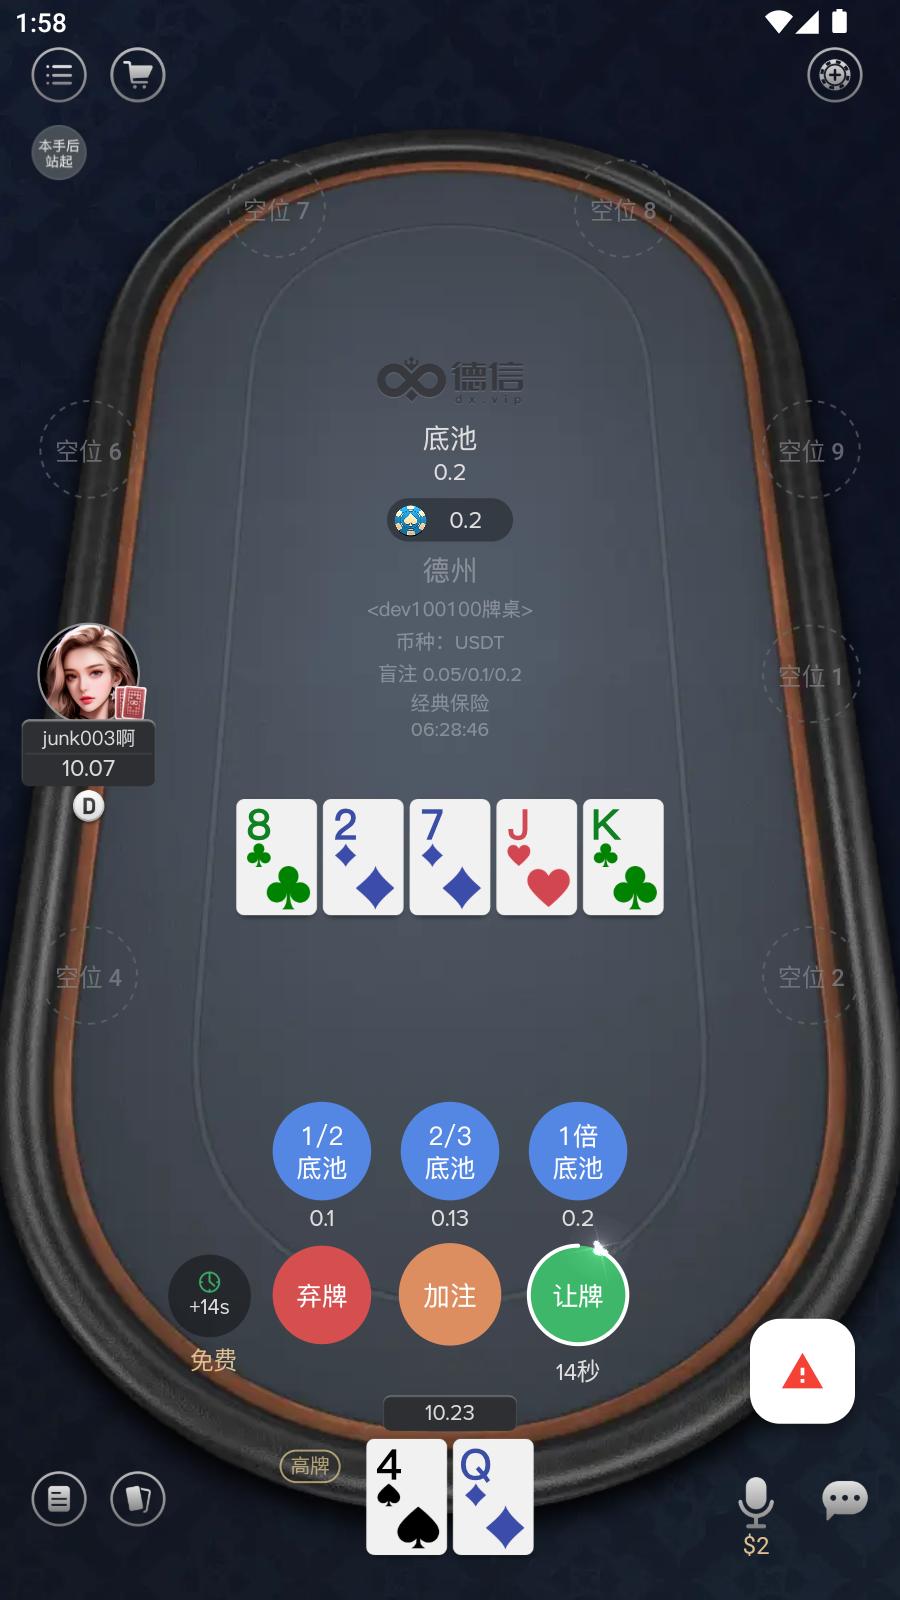 1:58
本手后
站起
空位 7
空位 8
德信
dx.vip
底池
0.2
0.2
空位 6
空位 9
德州
<dev100100牌桌>
币种：USDT
盲注 0.05/0.1/0.2
经典保险
06:28:46
空位 1
junk003啊
10.07
D
8
2
7
J
K
空位 4
空位 2
1/2
底池
2/3
底池
1倍
底池
0.1
0.13
0.2
+14s
弃牌
加注
让牌
免费
14秒
10.23
高牌
4
Q
$2